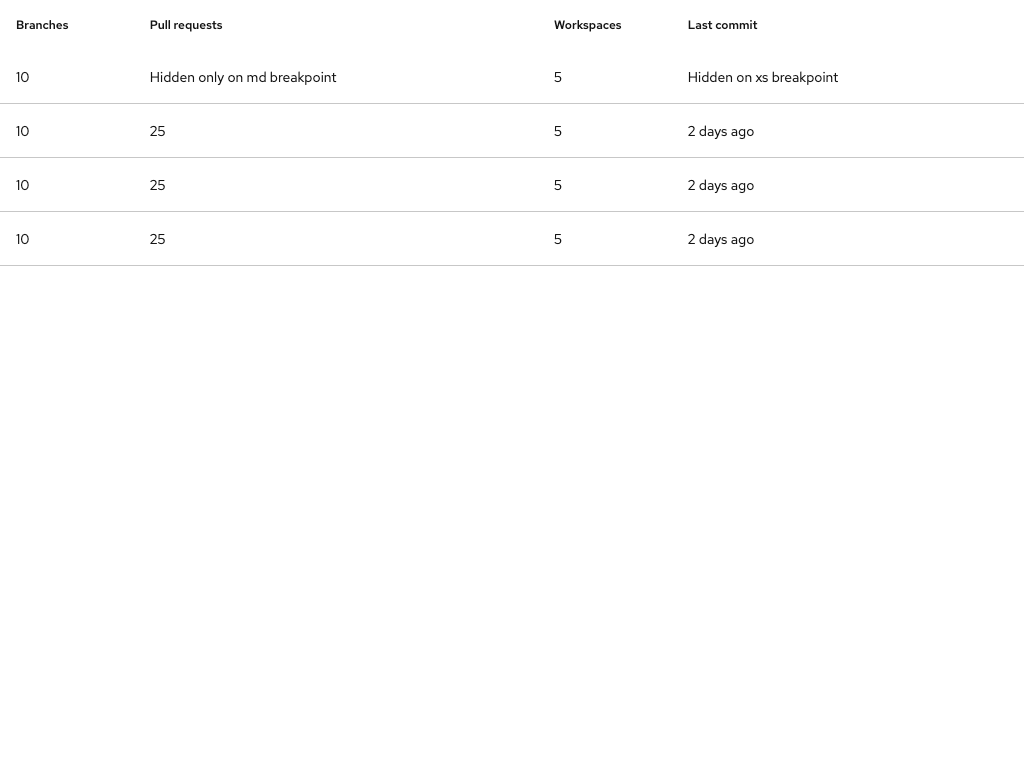 Branches Pull requests Workspaces Last commit
10 Hidden only on md breakpoint 5 Hidden on xs breakpoint
10 25 5 2 days ago
10 25 5 2 days ago
10 25 5 2 days ago